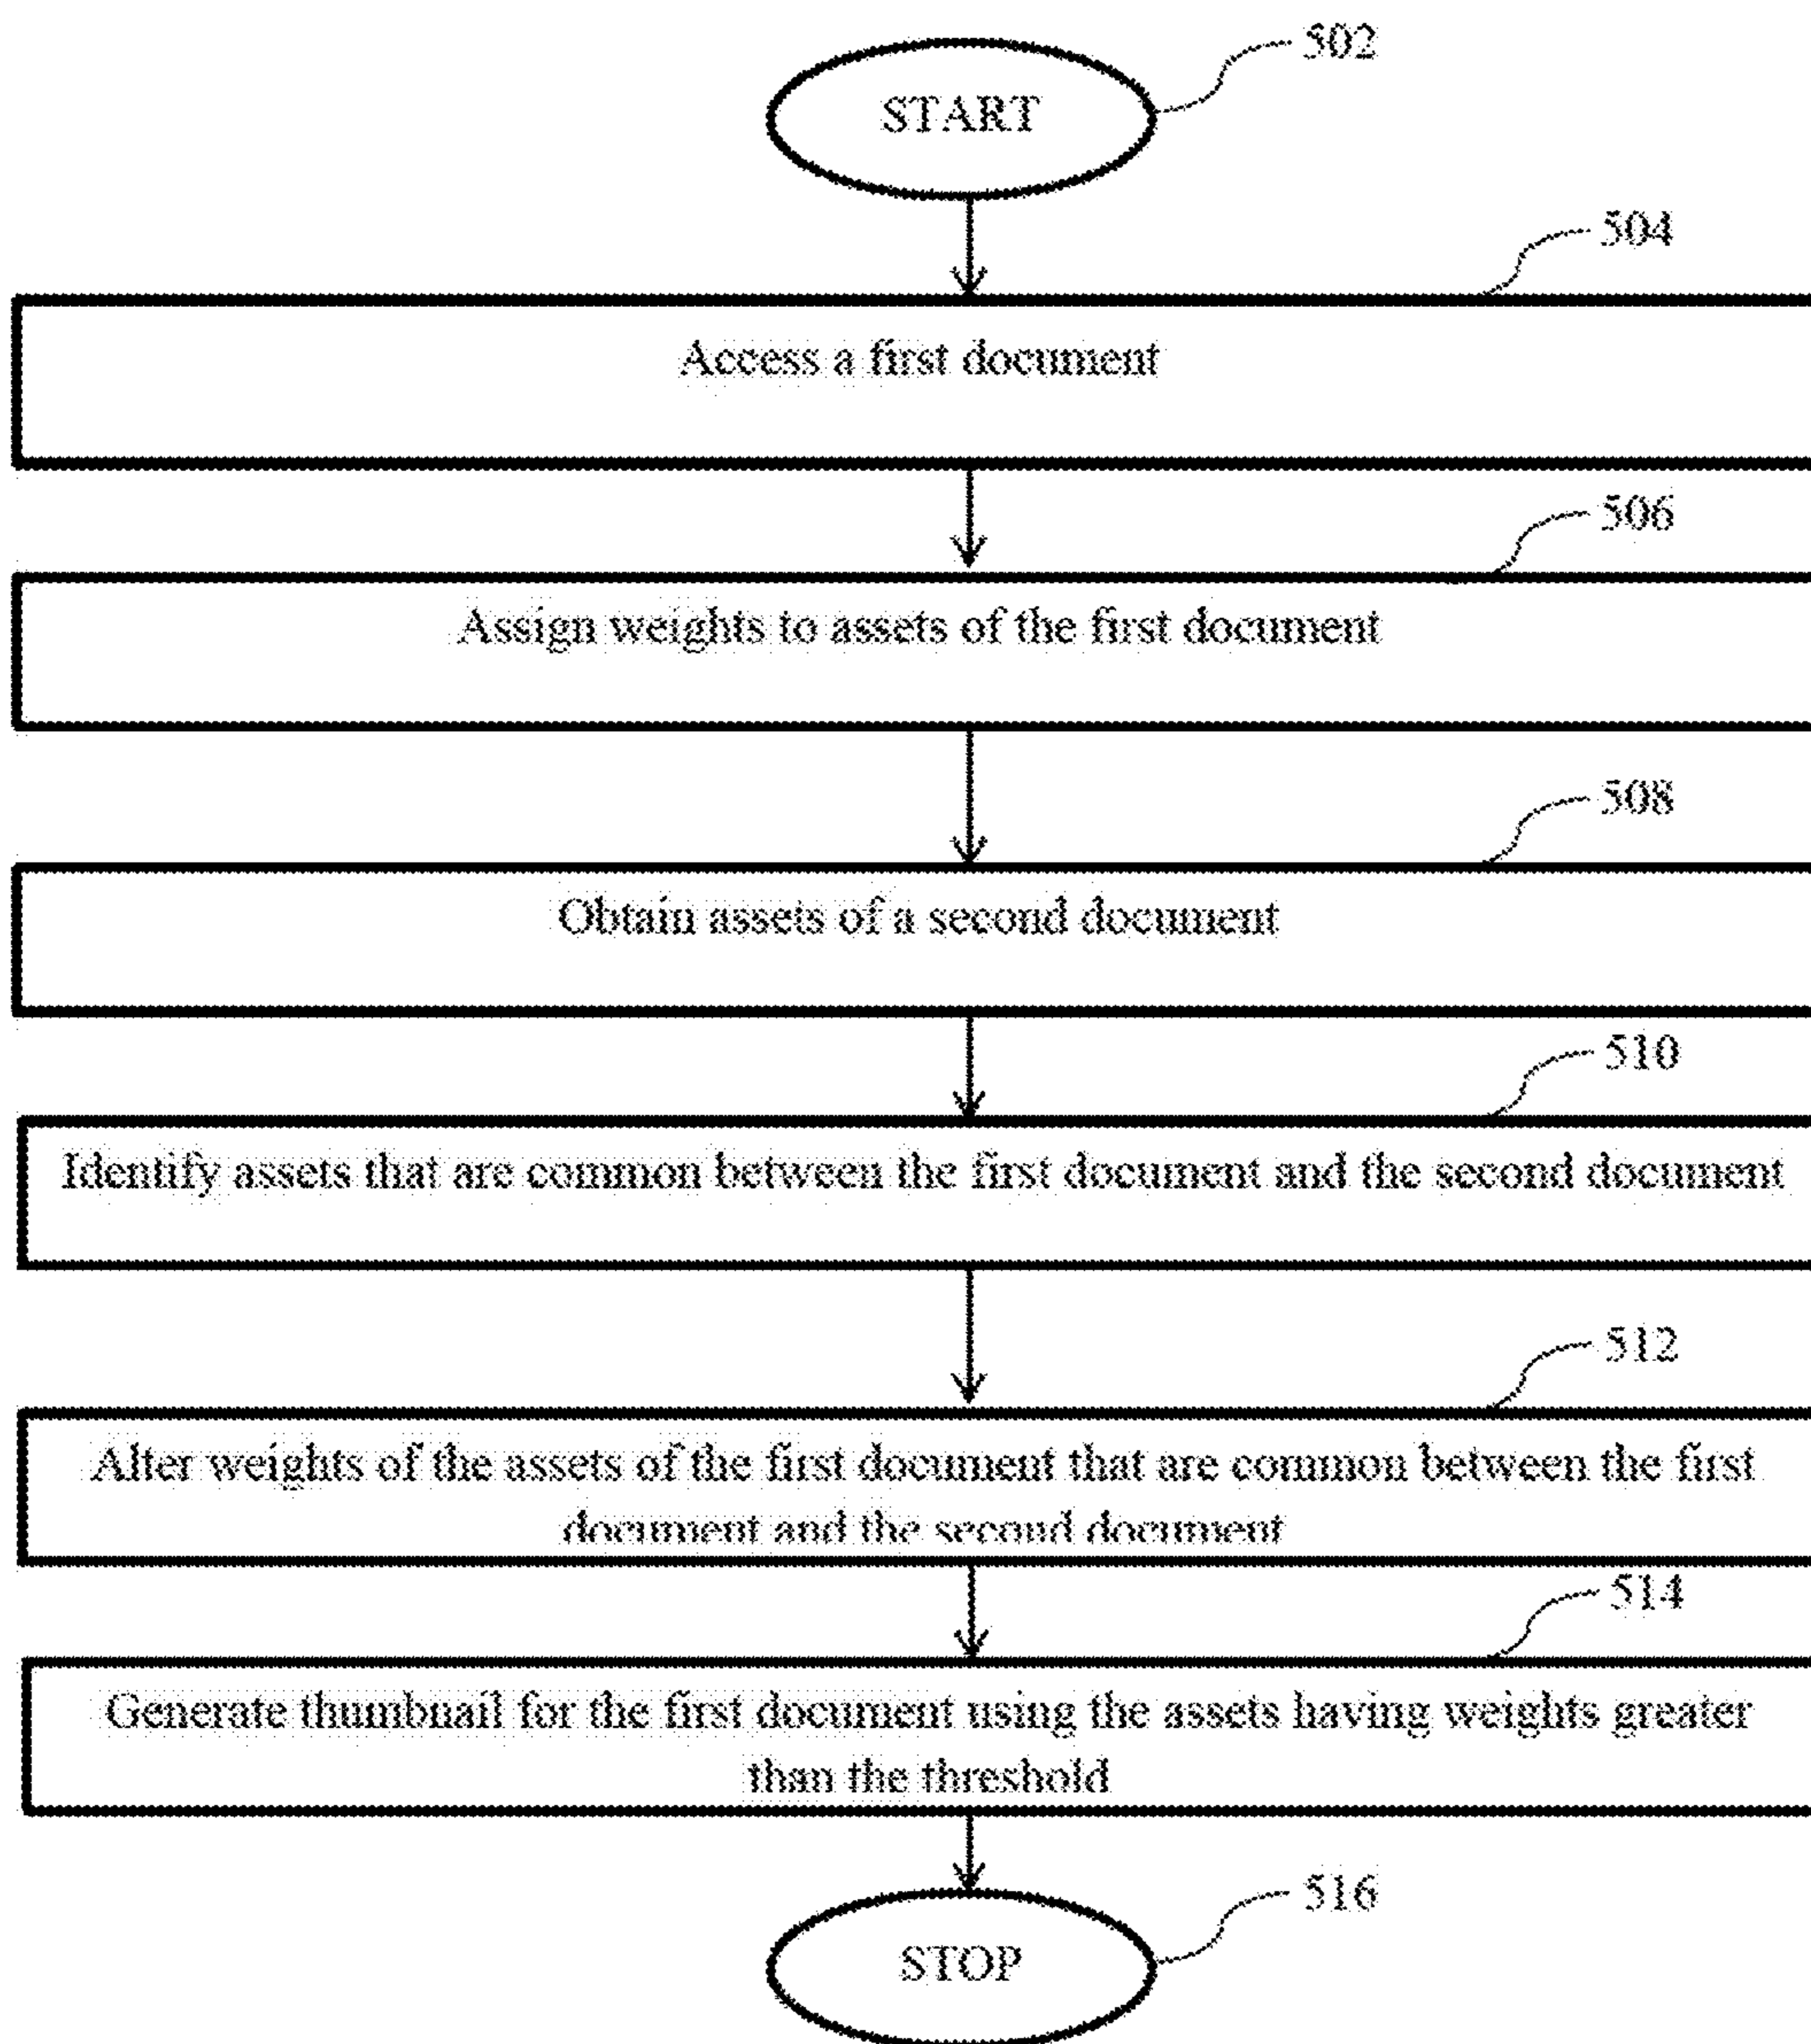 502
START
504
Access a first document
506
Assign weights to assets of the first document
508
Obtain assets of a second document
510
Identify assets that are common between the first document and the second document
512
Alter weights of the assets of the first document that are common between the first
document and the second document
514
Generate thumbnail for the first document using the assets having weights greater
than the threshold
516
STOP